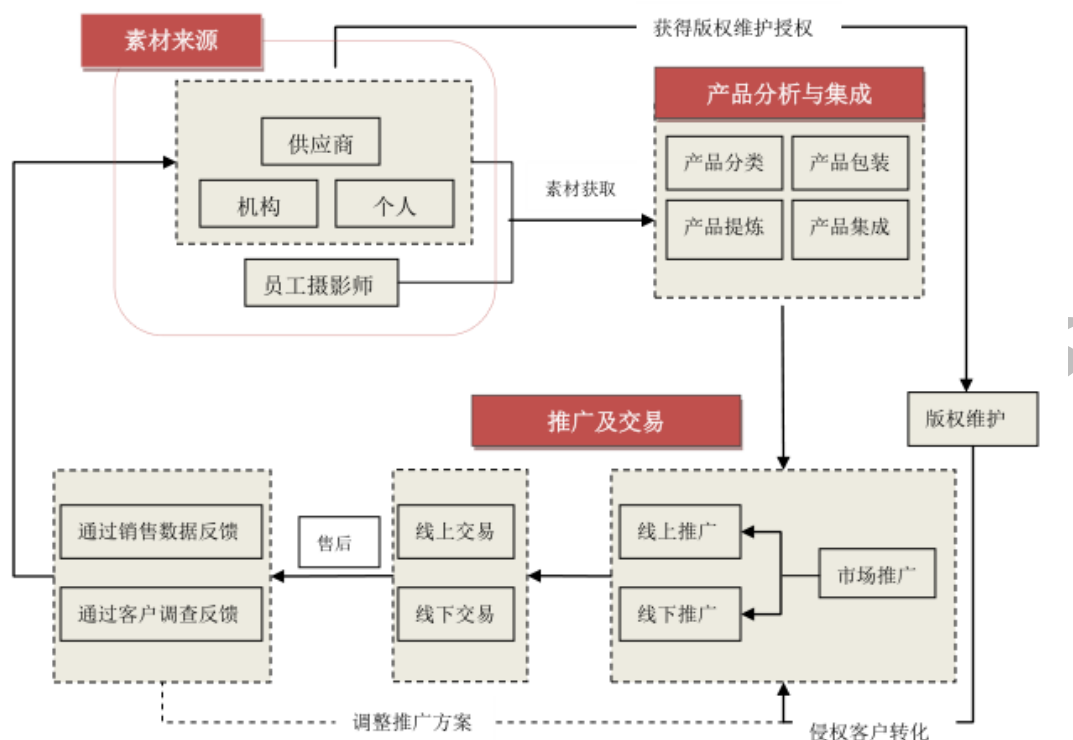 素材来源
获得版权维护授权
产品分析与集成
供应商
机构
个人
员工摄影师
素材获取
产品分类
产品包装
产品提炼
产品集成
推广及交易
版权维护
通过销售数据反馈
通过客户调查反馈
售后
线上交易
线下交易
线上推广
线下推广
市场推广
调整推广方案
侵权客户转化